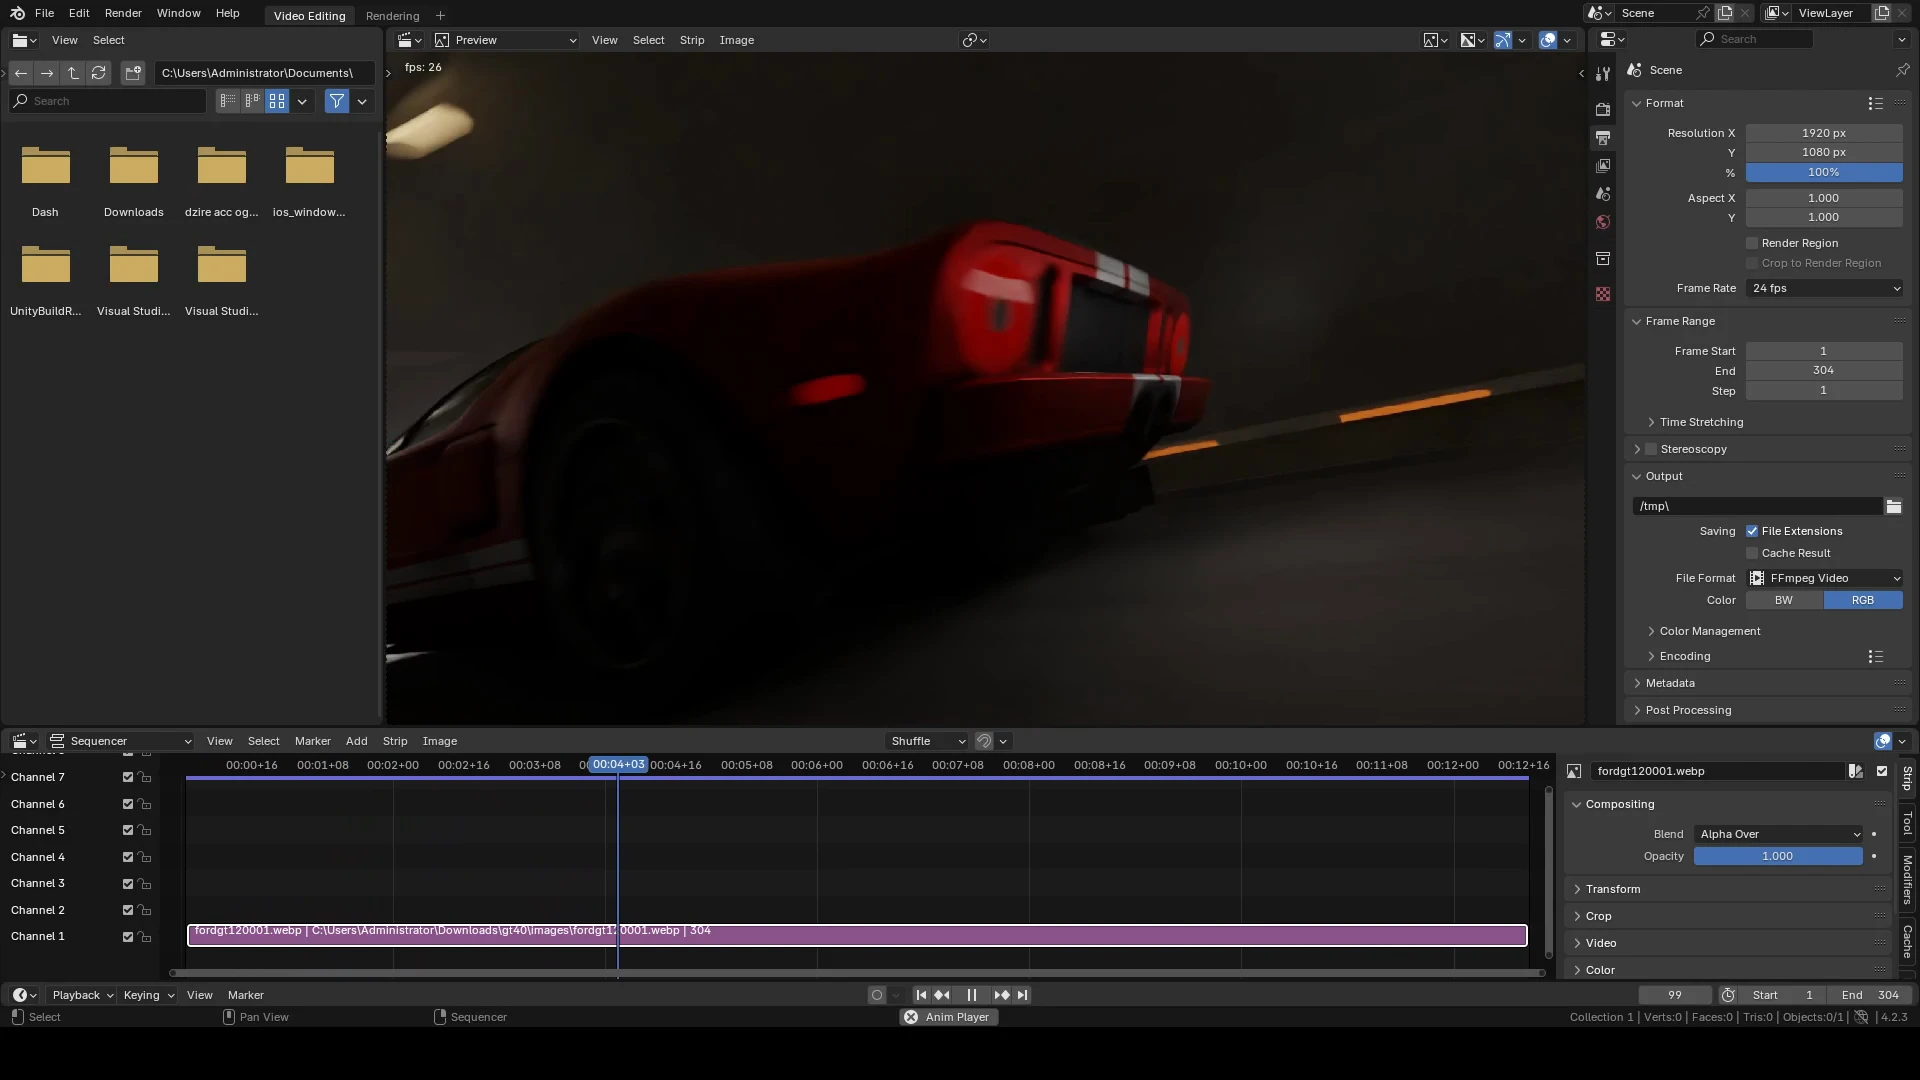 File Edit Render Window Help Video Editing Rendering + Scene ViewLayer
View Select
Preview View Select Strip Image
Search
C:\Users\Administrator\Documents\
fps: 26
Scene
Search
Dash Downloads dzire acc og... ios_window...
UnityBuildR... Visual Studi... Visual Studi...
Format
Resolution X 1920 px
Y 1080 px
% 100%
Aspect X 1.000
Y 1.000
Render Region
Crop to Render Region
Frame Rate 24 fps
Frame Range
Frame Start 1
End 304
Step 1
Time Stretching
Stereoscopy
Output
/tmp\
Saving File Extensions
Cache Result
File Format FFmpeg Video
Color BW RGB
Color Management
Encoding
Metadata
Post Processing
Sequencer View Select Marker Add Strip Image Shuffle
00:00+16 00:01+08 00:02+00 00:02+16 00:03+08 00:04+03 00:04+16 00:05+08 00:06+00 00:06+16 00:07+08 00:08+00 00:08+16 00:09+08 00:10+00 00:10+16 00:11+08 00:12+00 00:12+16
Channel 7
Channel 6
Channel 5
Channel 4
Channel 3
Channel 2
Channel 1
fordgt120001.webp | C:\Users\Administrator\Downloads\gt40\images\fordgt120001.webp | 304
fordgt120001.webp
Compositing
Blend Alpha Over
Opacity 1.000
Transform
Crop
Video
Color
Strip
Tool
Modifiers
Cache
Playback Keying View Marker 99 Start 1 End 304
Select Pan View Sequencer Anim Player Collection 1 | Verts:0 | Faces:0 | Tris:0 | Objects:0/1 | 4.2.3